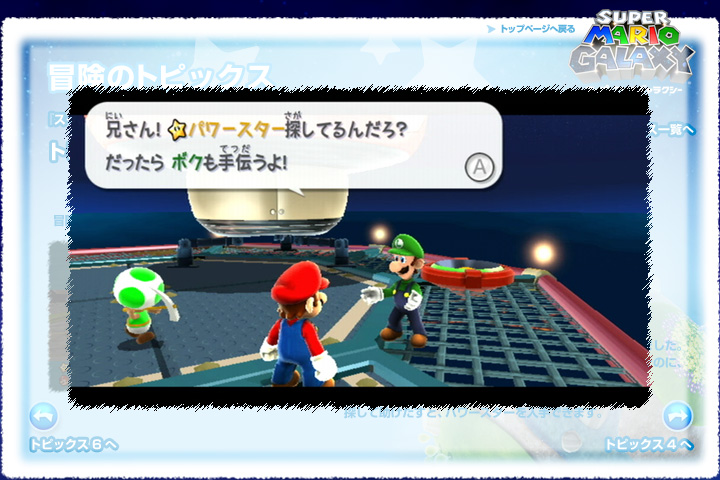 ▶ トップページへ戻る
SUPER
MARIO
GALAXY
冒険のトピックス
兄さん! パワースター探してるんだろ?
だったら ボクも手伝うよ!
A
トピックス6へ
トピックス4へ